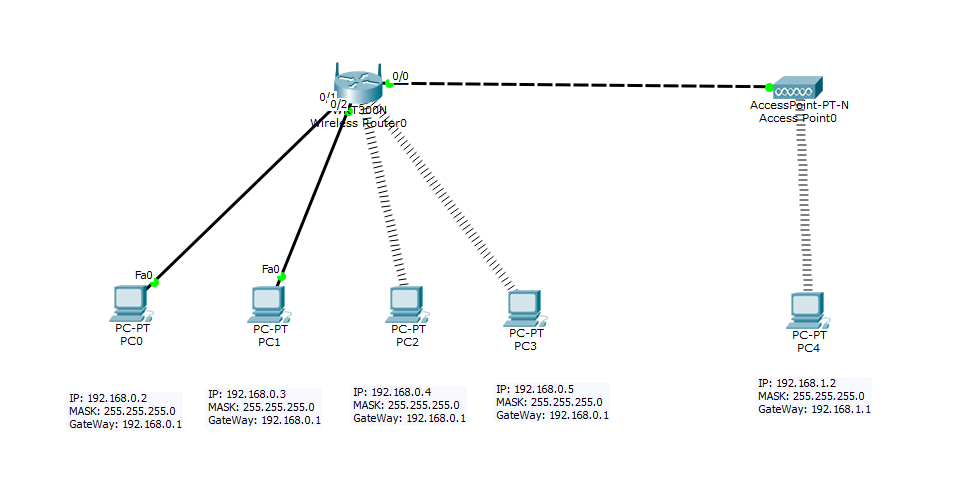 0/0
0/1
0/2
WRT300N
Wireless Router0
AccessPoint-PT-N
Access Point0
Fa0
Fa0
PC-PT
PC0
PC-PT
PC1
PC-PT
PC2
PC-PT
PC3
PC-PT
PC4
IP: 192.168.0.2
MASK: 255.255.255.0
GateWay: 192.168.0.1
IP: 192.168.0.3
MASK: 255.255.255.0
GateWay: 192.168.0.1
IP: 192.168.0.4
MASK: 255.255.255.0
GateWay: 192.168.0.1
IP: 192.168.0.5
MASK: 255.255.255.0
GateWay: 192.168.0.1
IP: 192.168.1.2
MASK: 255.255.255.0
GateWay: 192.168.1.1